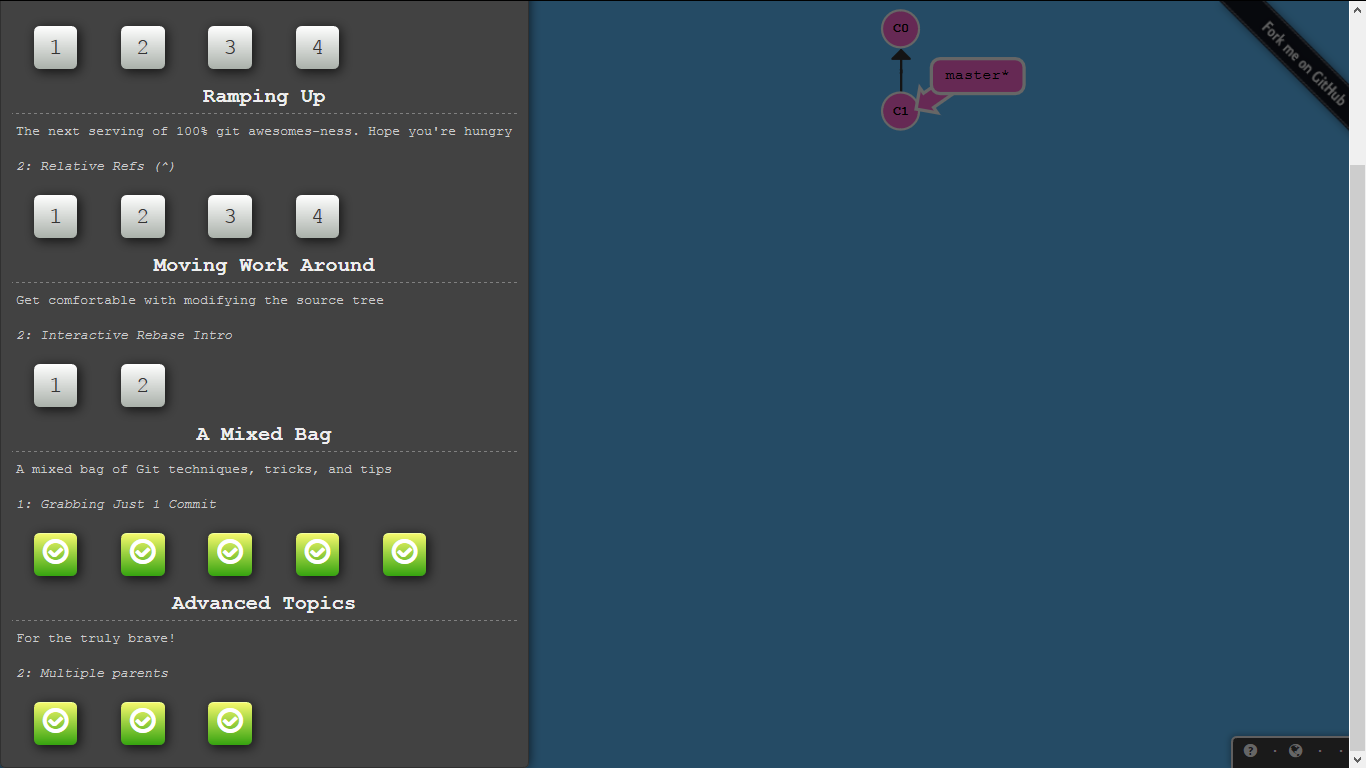 1 2 3 4
Ramping Up
The next serving of 100% git awesomes-ness. Hope you're hungry
2: Relative Refs (^)
1 2 3 4
Moving Work Around
Get comfortable with modifying the source tree
2: Interactive Rebase Intro
1 2
A Mixed Bag
A mixed bag of Git techniques, tricks, and tips
1: Grabbing Just 1 Commit
Advanced Topics
For the truly brave!
2: Multiple parents
C0
master*
C1
Fork me on GitHub
?